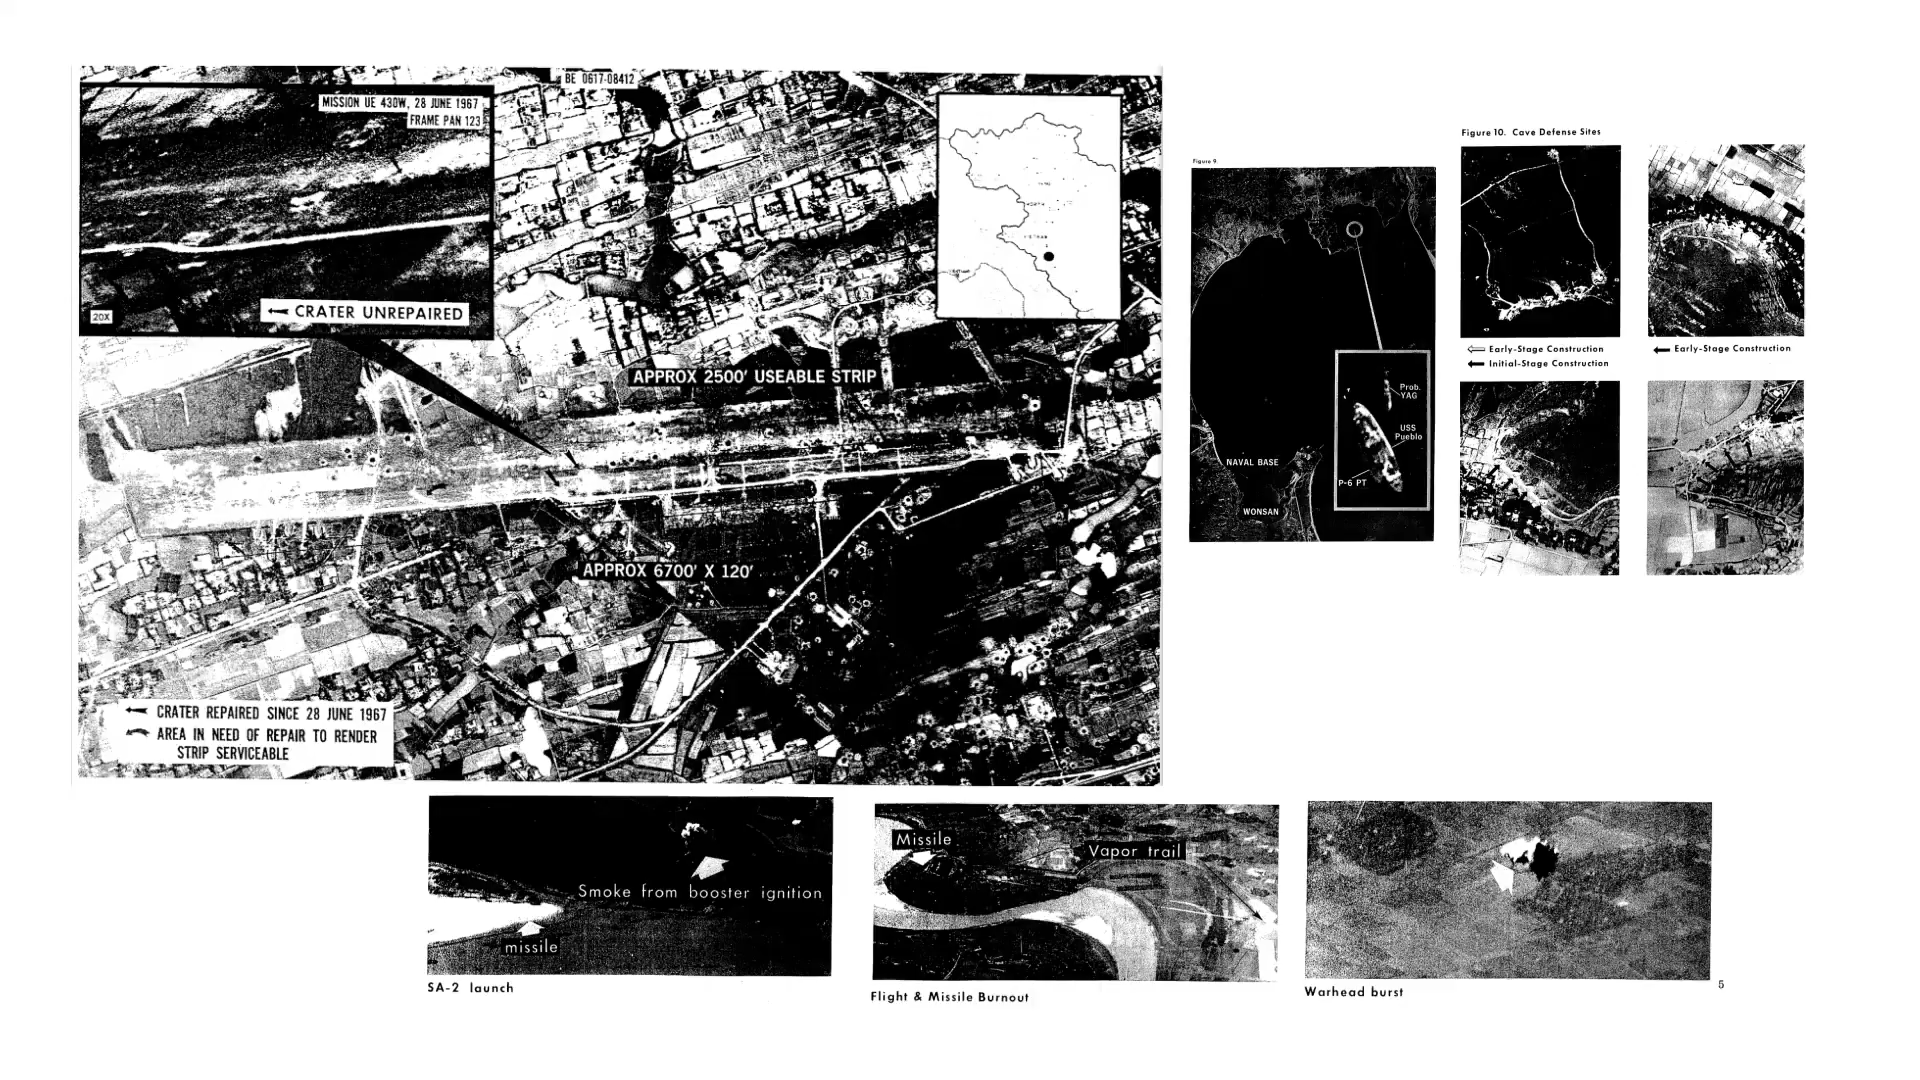 BE 0617-08412
MISSION UE 430W, 28 JUNE 1967
FRAME PAN 123
20X
CRATER UNREPAIRED
APPROX 2500' USEABLE STRIP
APPROX 6700' X 120'
CRATER REPAIRED SINCE 28 JUNE 1967
AREA IN NEED OF REPAIR TO RENDER
STRIP SERVICEABLE
Figure 9
Prob.
YAG
USS
Pueblo
P-6 PT
NAVAL BASE
WONSAN
Figure 10. Cave Defense Sites
Early-Stage Construction
Initial-Stage Construction
Early-Stage Construction
Smoke from booster ignition
missile
SA-2 launch
Missile
Vapor trail
Flight & Missile Burnout
Warhead burst
5